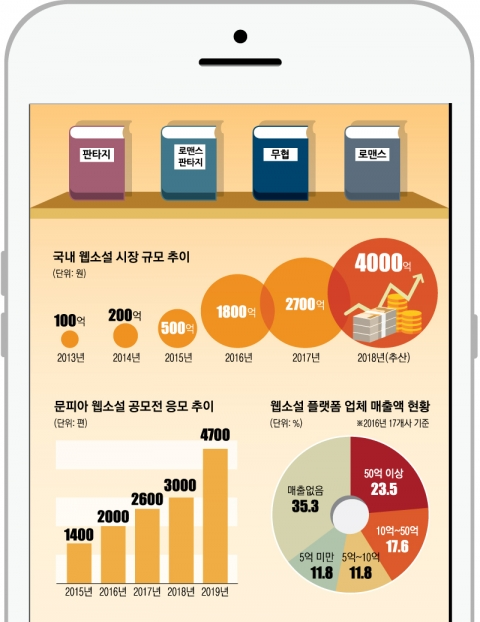 판타지
로맨스
판타지
무협
로맨스
국내 웹소설 시장 규모 추이
(단위: 원)
100억
200억
500억
1800억
2700억
4000억
2013년
2014년
2015년
2016년
2017년
2018년(추산)
문피아 웹소설 공모전 응모 추이
(단위: 편)
1400
2000
2600
3000
4700
2015년
2016년
2017년
2018년
2019년
웹소설 플랫폼 업체 매출액 현황
(단위: %)
※2016년 17개사 기준
50억 이상
23.5
10억~50억
17.6
5억~10억
11.8
5억 미만
11.8
매출없음
35.3